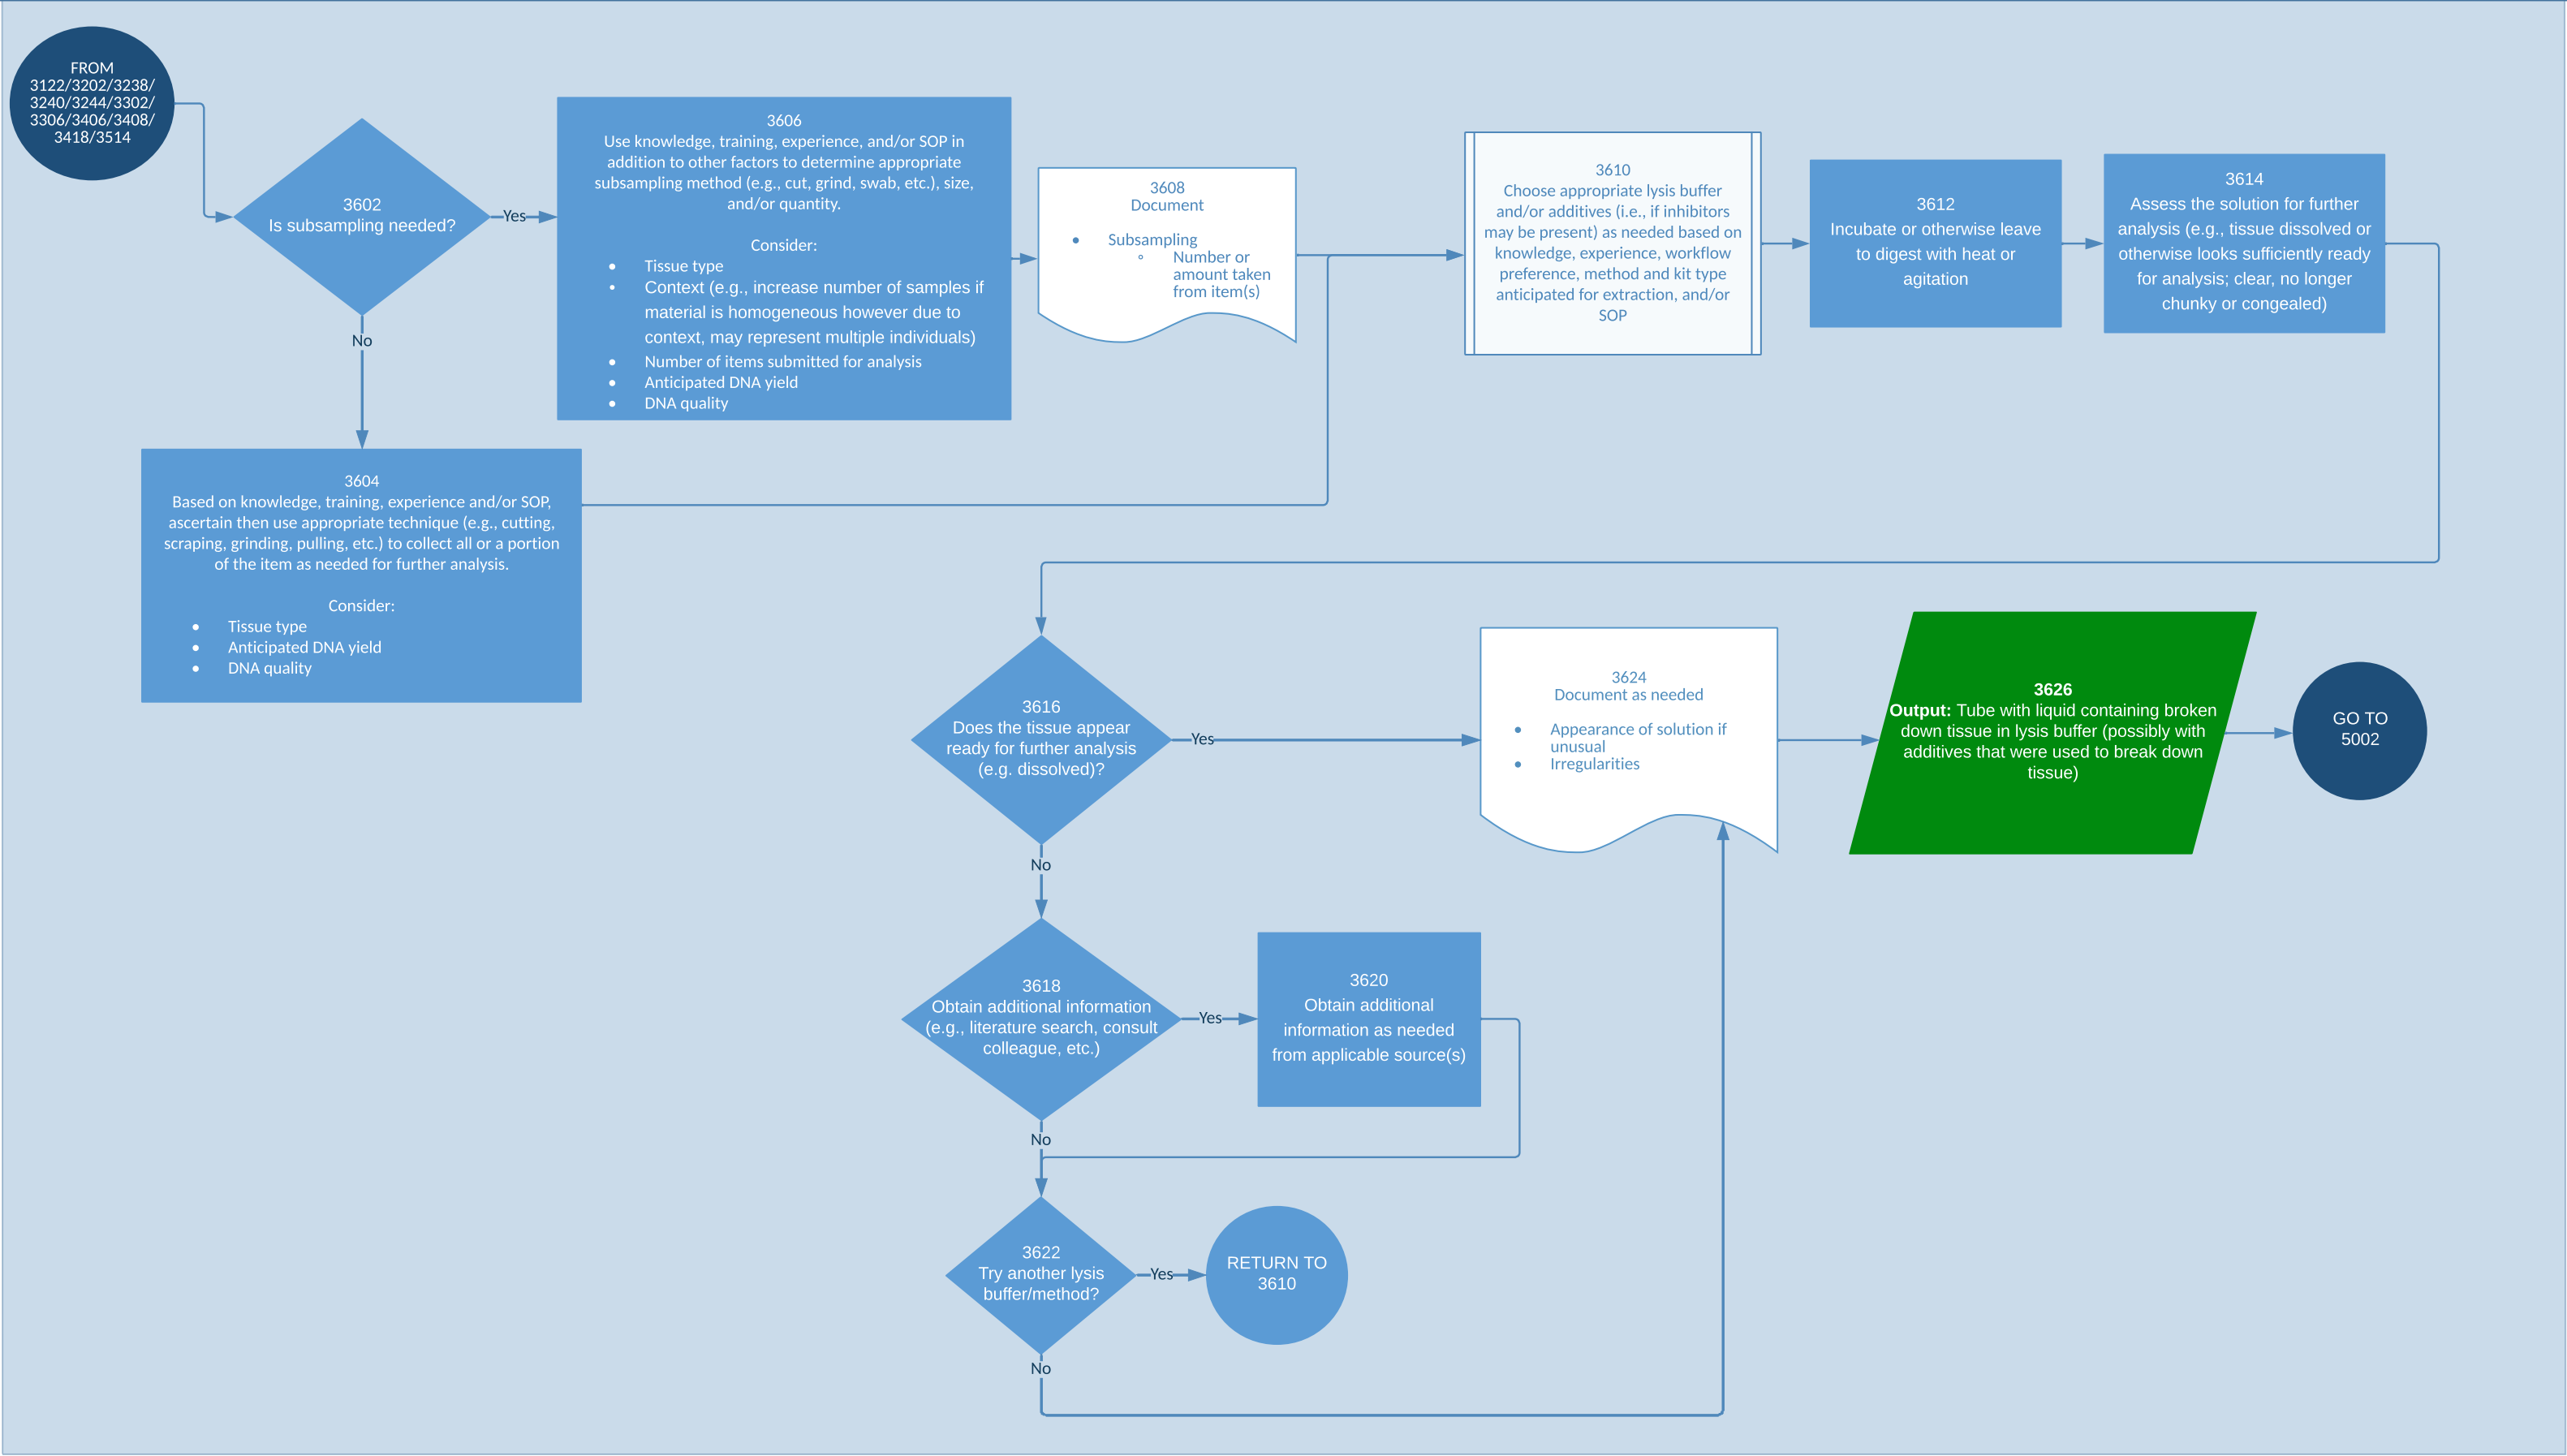 FROM
3122/3202/3238/
3240/3244/3302/
3306/3406/3408/
3418/3514
3602
Is subsampling needed?
Yes
No
3606
Use knowledge, training, experience, and/or SOP in
addition to other factors to determine appropriate
subsampling method (e.g., cut, grind, swab, etc.), size,
and/or quantity.
Consider:
• Tissue type
• Context (e.g., increase number of samples if
material is homogeneous however due to
context, may represent multiple individuals)
• Number of items submitted for analysis
• Anticipated DNA yield
• DNA quality
3608
Document
• Subsampling
◦ Number or
amount taken
from item(s)
3610
Choose appropriate lysis buffer
and/or additives (i.e., if inhibitors
may be present) as needed based on
knowledge, experience, workflow
preference, method and kit type
anticipated for extraction, and/or
SOP
3612
Incubate or otherwise leave
to digest with heat or
agitation
3614
Assess the solution for further
analysis (e.g., tissue dissolved or
otherwise looks sufficiently ready
for analysis; clear, no longer
chunky or congealed)
3604
Based on knowledge, training, experience and/or SOP,
ascertain then use appropriate technique (e.g., cutting,
scraping, grinding, pulling, etc.) to collect all or a portion
of the item as needed for further analysis.
Consider:
• Tissue type
• Anticipated DNA yield
• DNA quality
3616
Does the tissue appear
ready for further analysis
(e.g. dissolved)?
Yes
No
3624
Document as needed
• Appearance of solution if
unusual
• Irregularities
3626
Output: Tube with liquid containing broken
down tissue in lysis buffer (possibly with
additives that were used to break down
tissue)
GO TO
5002
3618
Obtain additional information
(e.g., literature search, consult
colleague, etc.)
Yes
No
3620
Obtain additional
information as needed
from applicable source(s)
3622
Try another lysis
buffer/method?
Yes
No
RETURN TO
3610